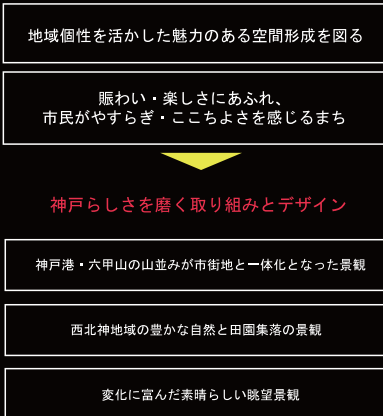 地域個性を活かした魅力のある空間形成を図る
賑わい・楽しさにあふれ、
市民がやすらぎ・ここちよさを感じるまち
神戸らしさを磨く取り組みとデザイン
神戸港・六甲山の山並みが市街地と一体化となった景観
西北神地域の豊かな自然と田園集落の景観
変化に富んだ素晴らしい眺望景観